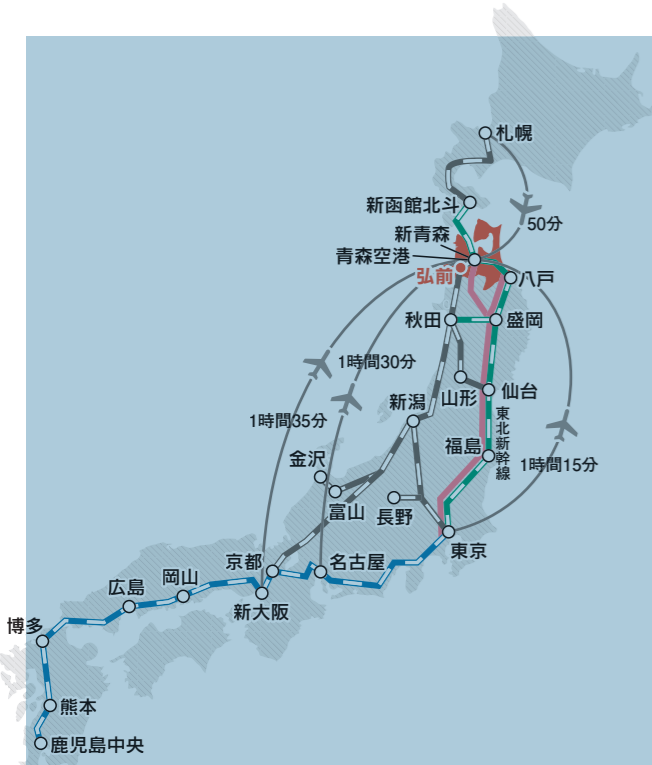 札幌
新函館北斗
50分
新青森
青森空港
弘前
八戸
秋田
盛岡
1時間30分
山形
仙台
新潟
1時間35分
東北新幹線
福島
金沢
1時間15分
富山
長野
東京
京都
名古屋
岡山
広島
新大阪
博多
熊本
鹿児島中央